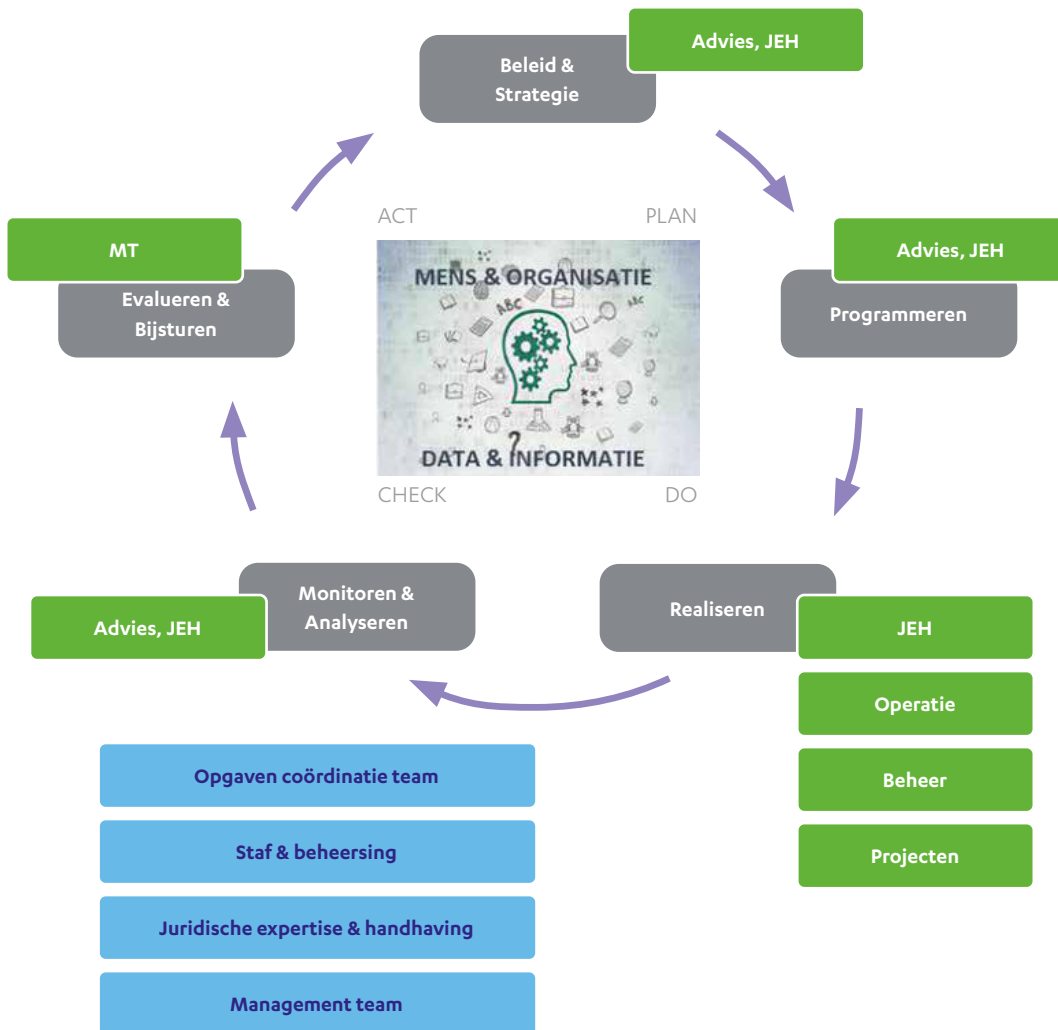 Advies, JEH
Beleid &
Strategie
ACT
PLAN
MT
Evalueren &
Bijsturen
MENS & ORGANISATIE
ABC
ABC
?
DATA & INFORMATIE
Advies, JEH
Programmeren
CHECK
DO
Monitoren &
Analyseren
Advies, JEH
Realiseren
JEH
Operatie
Beheer
Projecten
Opgaven coördinatie team
Staf & beheersing
Juridische expertise & handhaving
Management team